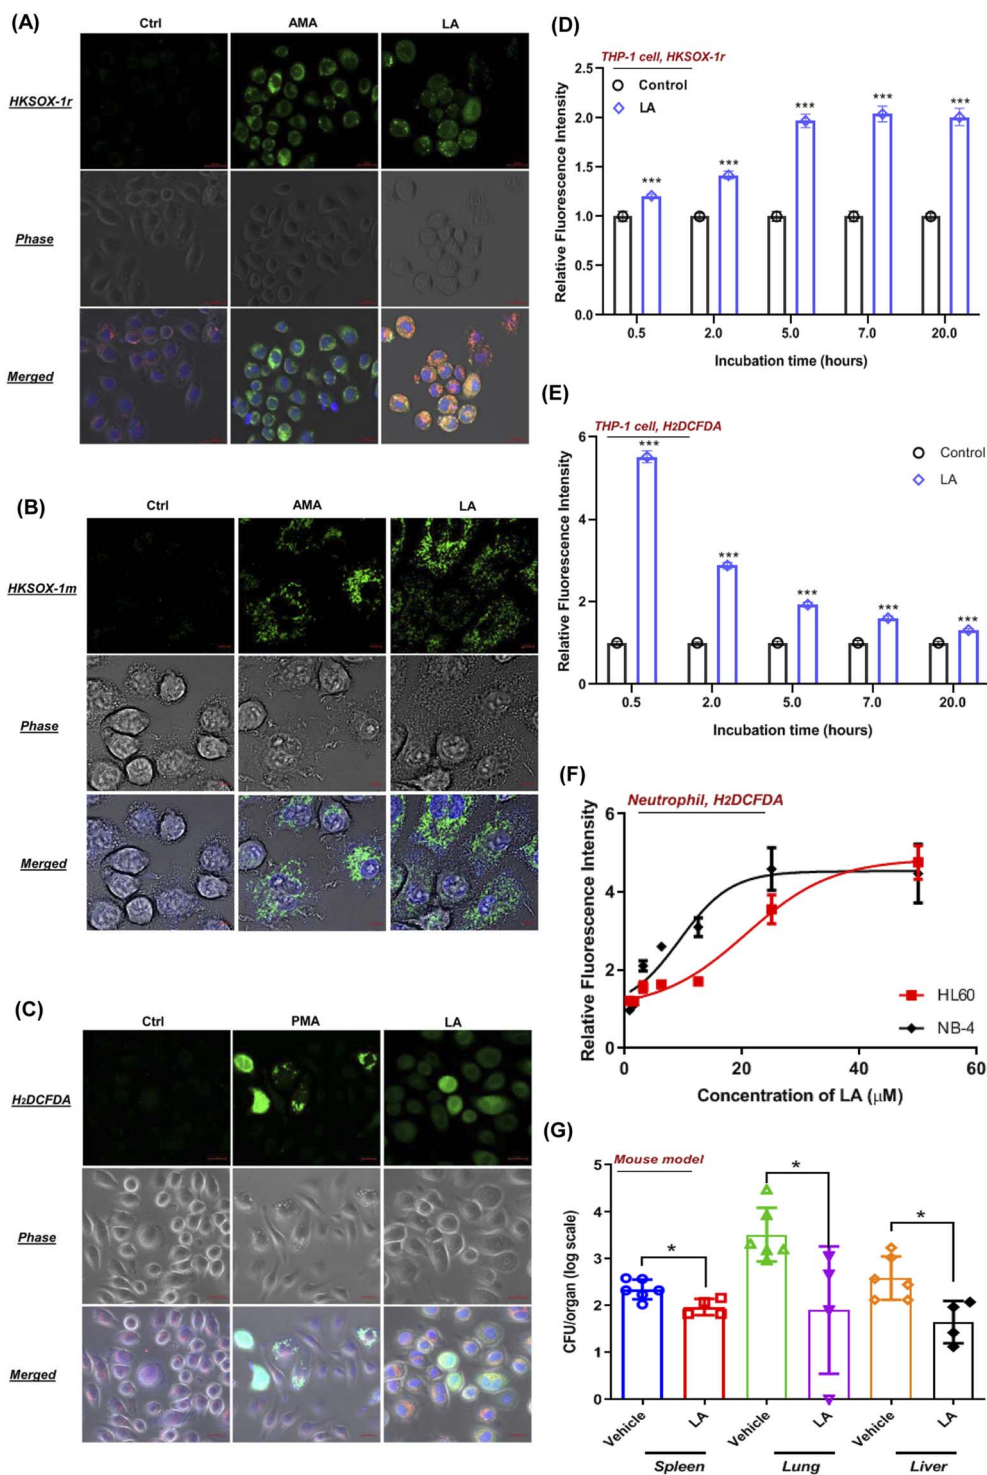 (A)
Ctrl AMA LA
HKSOX-1r
Phase
Merged
(B)
Ctrl AMA LA
HKSOX-1m
Phase
Merged
(C)
Ctrl PMA LA
H2DCFDA
Phase
Merged
(D)
THP-1 cell, HKSOX-1r
Control
LA
Relative Fluorescence Intensity
2.5
2.0
1.5
1.0
0.5
0.0
*** *** *** *** ***
0.5 2.0 5.0 7.0 20.0
Incubation time (hours)
(E)
THP-1 cell, H2DCFDA
Control
LA
Relative Fluorescence Intensity
6
4
2
0
*** *** *** *** ***
0.5 2.0 5.0 7.0 20.0
Incubation time (hours)
(F)
Neutrophil, H2DCFDA
Relative Fluorescence Intensity
6
4
2
0
HL60
NB-4
0 20 40 60
Concentration of LA (μM)
(G)
Mouse model
CFU/organ (log scale)
5
4
3
2
1
0
* * *
Vehicle LA Vehicle LA Vehicle LA
Spleen Lung Liver